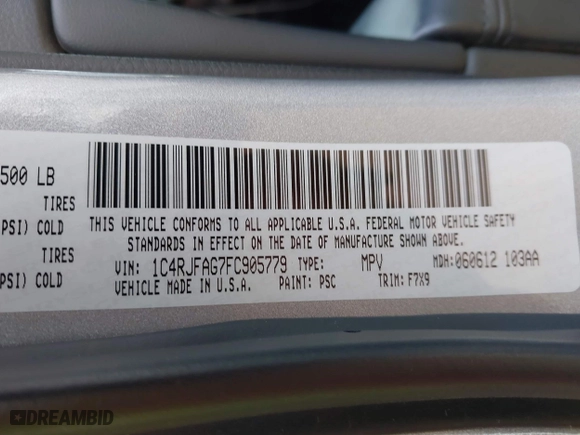 500 LB
TIRES
PSI) COLD
TIRES
PSI) COLD
THIS VEHICLE CONFORMS TO ALL APPLICABLE U.S.A. FEDERAL MOTOR VEHICLE SAFETY
STANDARDS IN EFFECT ON THE DATE OF MANUFACTURE SHOWN ABOVE.
VIN: 1C4RJFAG7FC905779 TYPE: MPV MDH:060612 103AA
VEHICLE MADE IN U.S.A. PAINT: PSC TRIM: F7X9
DREAMBID